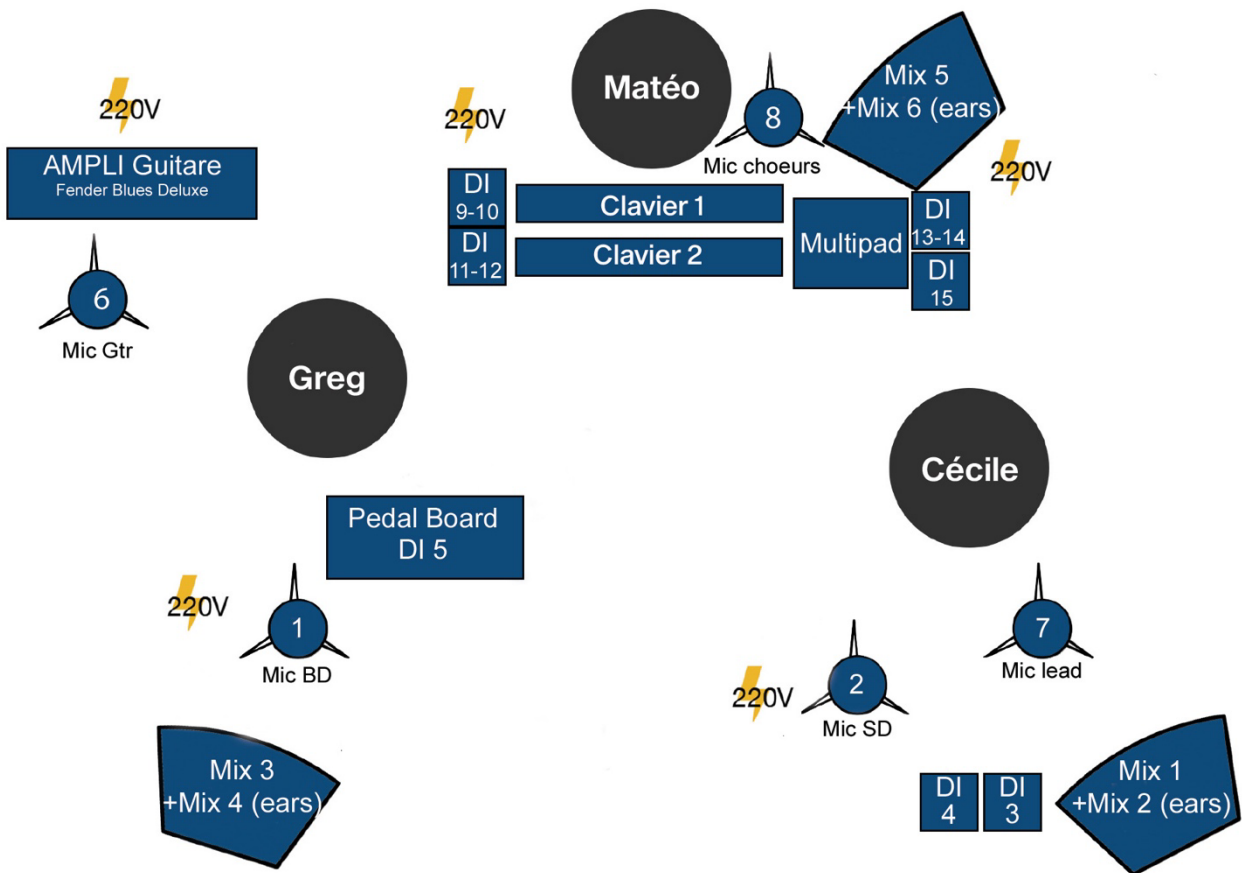 220V
AMPLI Guitare
Fender Blues Deluxe
6
Mic Gtr
220V
Matéo
8
Mic choeurs
Mix 5
+Mix 6 (ears)
220V
DI
9-10
DI
11-12
Clavier 1
Clavier 2
Multipad
DI
13-14
DI
15
Greg
Pedal Board
DI 5
220V
1
Mic BD
Mix 3
+Mix 4 (ears)
Cécile
7
Mic lead
220V
2
Mic SD
DI
4
DI
3
Mix 1
+Mix 2 (ears)